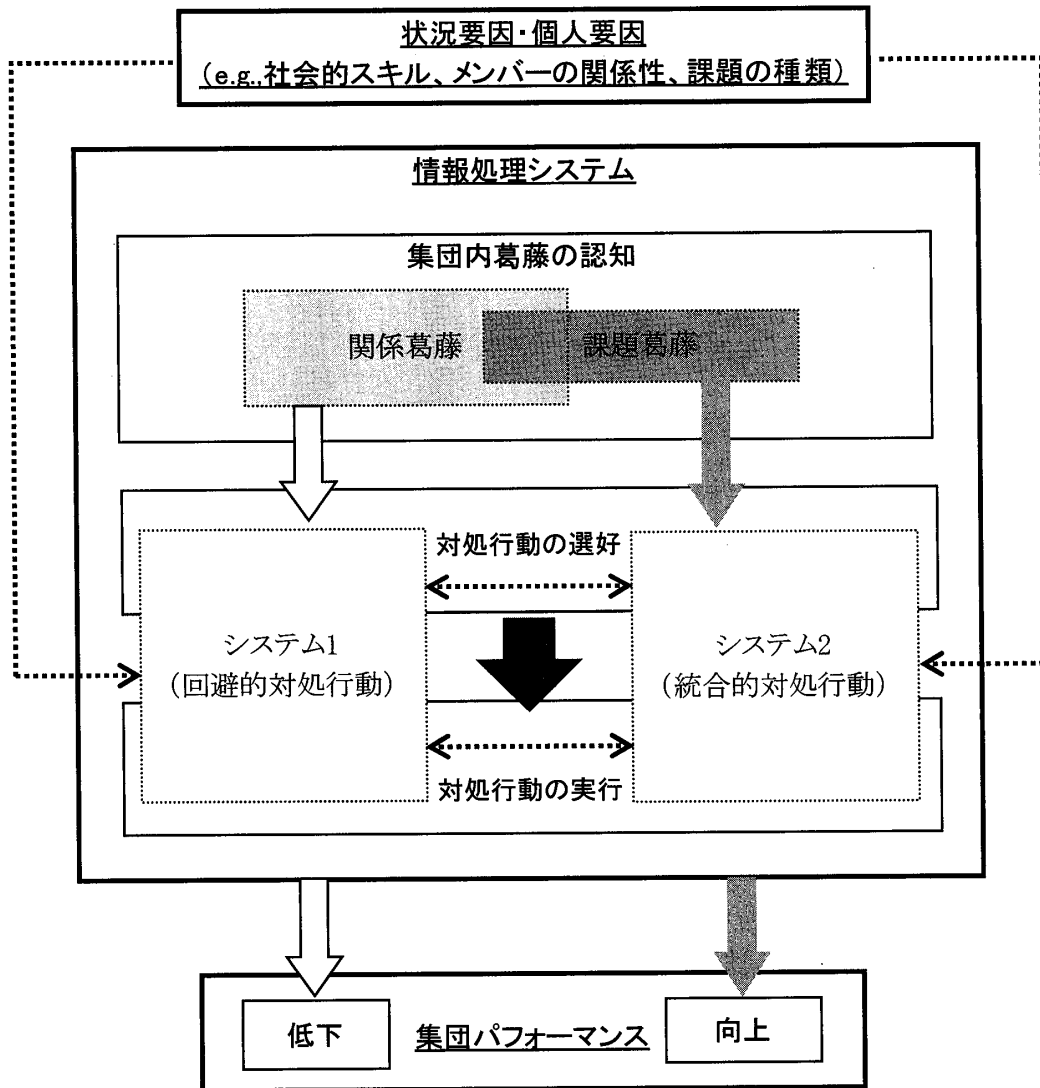 状況要因・個人要因
(e.g.,社会的スキル、メンバーの関係性、課題の種類)
情報処理システム
集団内葛藤の認知
関係葛藤
課題葛藤
対処行動の選好
システム1
(回避的対処行動)
システム2
(統合的対処行動)
対処行動の実行
低下
集団パフォーマンス
向上